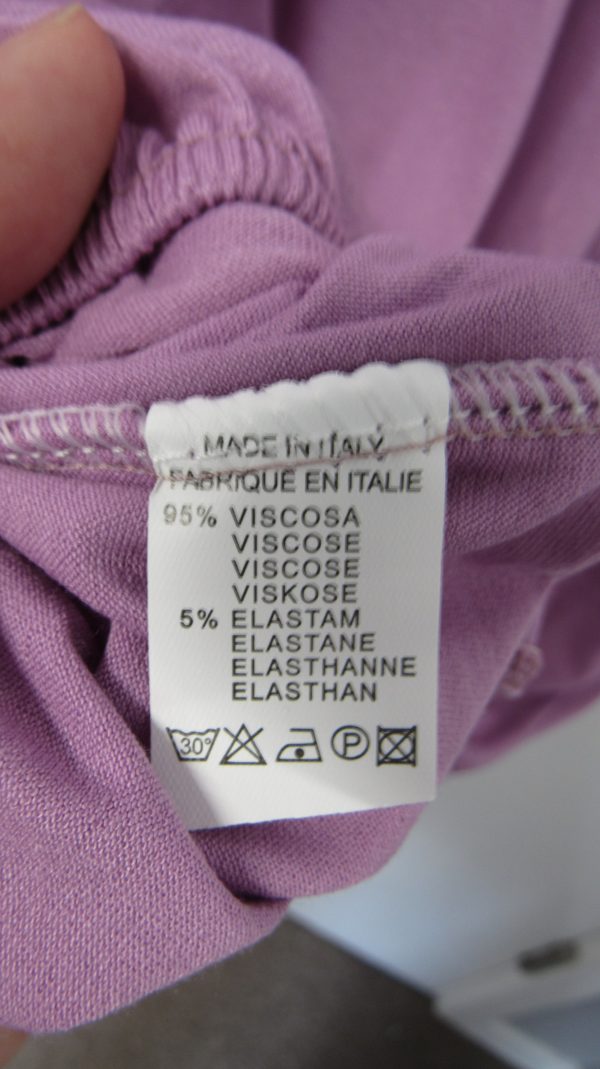 MADE IN ITALY
FABRIQUE EN ITALIE
95% VISCOSA
VISCOSE
VISCOSE
VISKOSE
5% ELASTAM
ELASTANE
ELASTHANNE
ELASTHAN
30° P